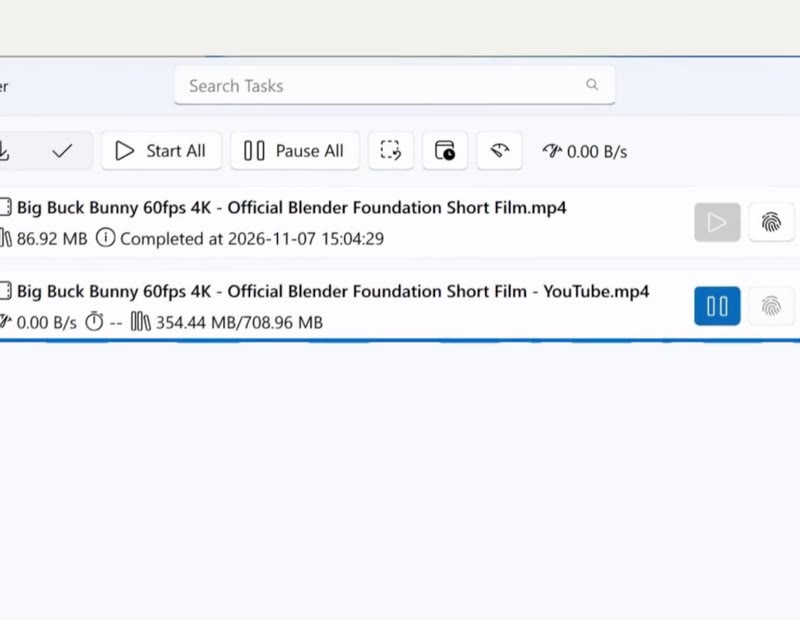 er
Search Tasks
Start All
Pause All
0.00 B/s
Big Buck Bunny 60fps 4K - Official Blender Foundation Short Film.mp4
86.92 MB Completed at 2026-11-07 15:04:29
Big Buck Bunny 60fps 4K - Official Blender Foundation Short Film - YouTube.mp4
0.00 B/s -- 354.44 MB/708.96 MB